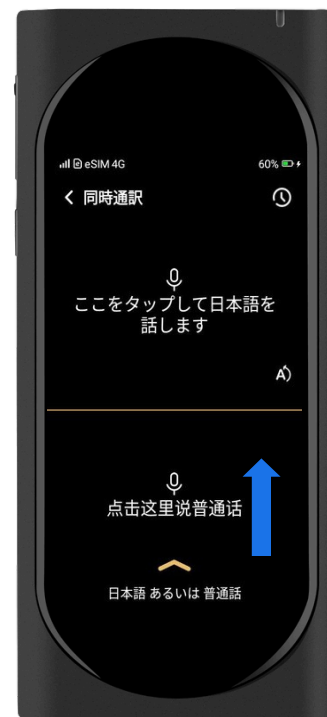 eSIM 4G 60%
同時通訳
ここをタップして日本語を
話します
A
点击这里说普通话
日本語 あるいは 普通話